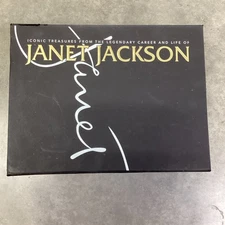 ICONIC TREASURES FROM THE LEGENDARY CAREER AND LIFE OF
JANET JACKSON
Janet